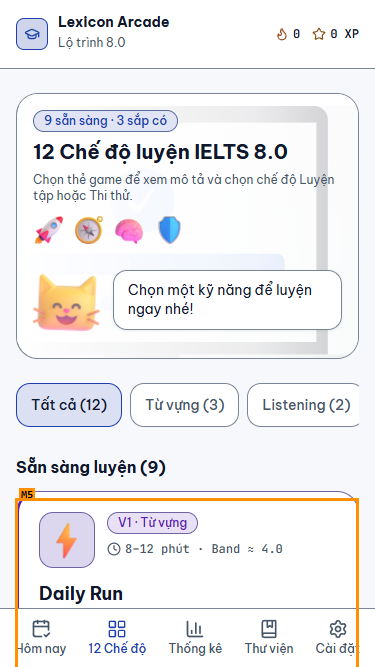 Lexicon Arcade
Lộ trình 8.0
0
0 XP
9 sẵn sàng · 3 sắp có
12 Chế độ luyện IELTS 8.0
Chọn thẻ game để xem mô tả và chọn chế độ Luyện
tập hoặc Thi thử.
Chọn một kỹ năng để luyện
ngay nhé!
Tất cả (12)
Từ vựng (3)
Listening (2)
Sẵn sàng luyện (9)
M5
V1 · Từ vựng
8–12 phút · Band ≈ 4.0
Daily Run
Hôm nay
12 Chế độ
Thống kê
Thư viện
Cài đặt